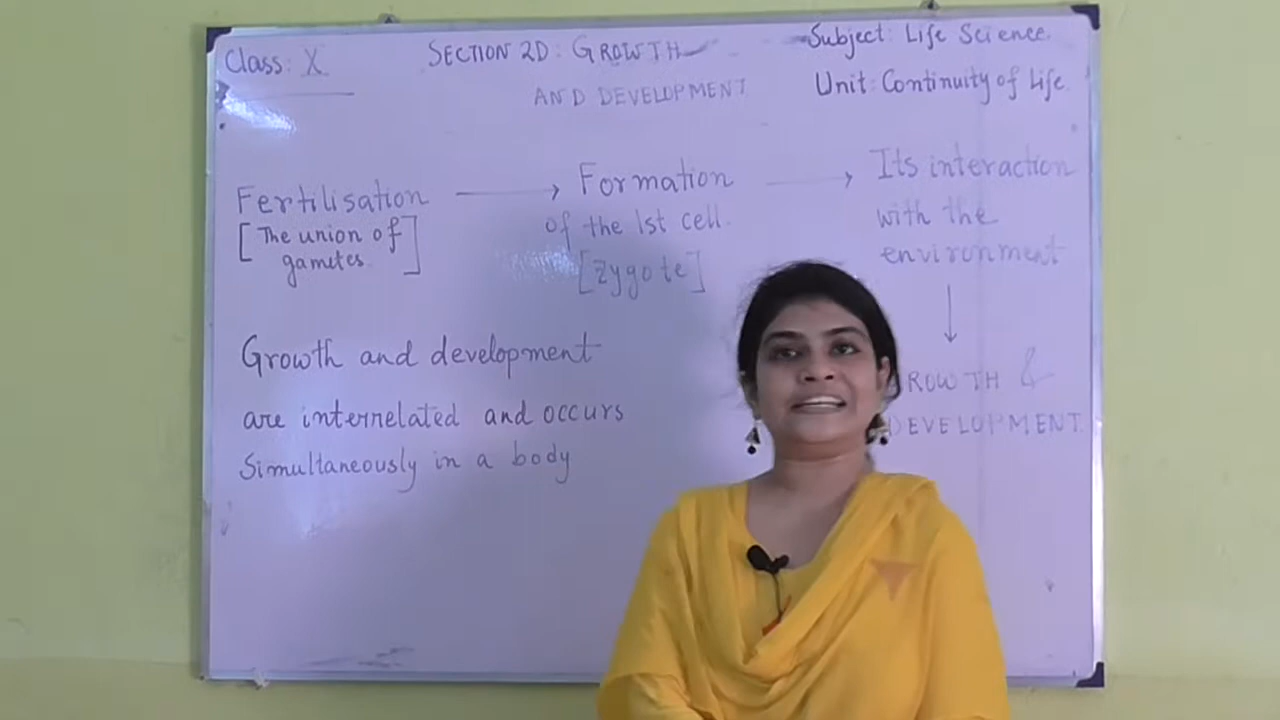 Class: X
SECTION 2D: GROWTH
AND DEVELOPMENT
Subject: Life Science
Unit: Continuity of Life
Fertilisation
[The union of
gametes]
Formation
of the 1st cell.
[zygote]
Its interaction
with the
environment
ROWTH &
DEVELOPMENT
Growth and development
are interrelated and occurs
Simultaneously in a body